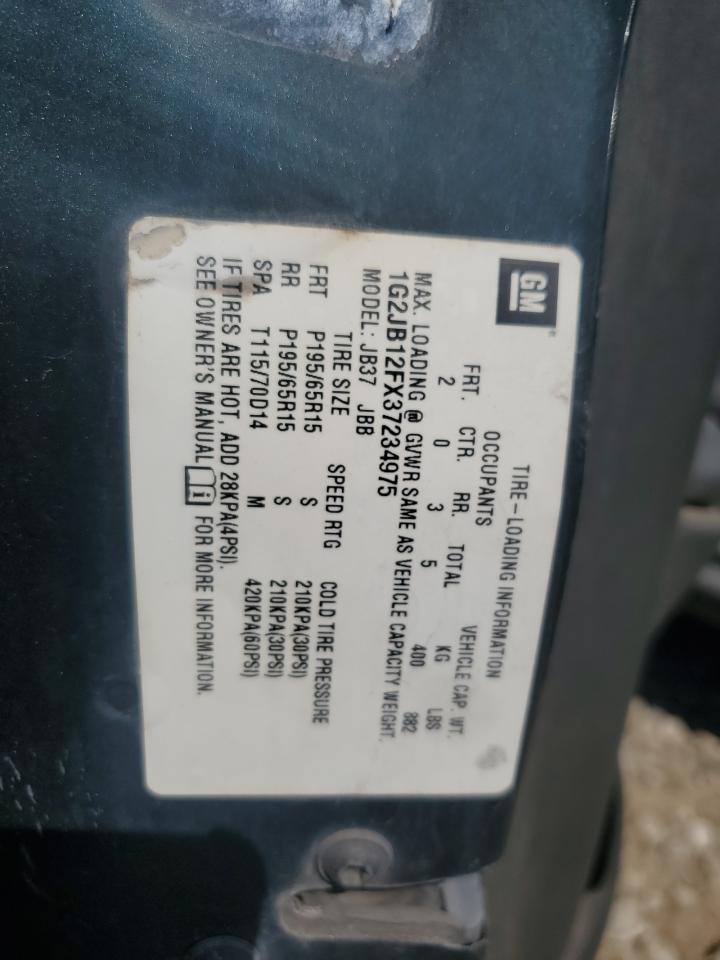 GM®
TIRE-LOADING INFORMATION
OCCUPANTS VEHICLE CAP. WT.
FRT. CTR. RR. TOTAL KG LBS
2 0 3 5 400 882
MAX. LOADING @ GVWR SAME AS VEHICLE CAPACITY WEIGHT.
1G2JB12FX37234975
MODEL: JB37 JBB
TIRE SIZE SPEED RTG COLD TIRE PRESSURE
FRT P195/65R15 S 210KPA(30PSI)
RR P195/65R15 S 210KPA(30PSI)
SPA T115/70D14 M 420KPA(60PSI)
IF TIRES ARE HOT, ADD 28KPA(4PSI).
SEE OWNER'S MANUAL i FOR MORE INFORMATION.